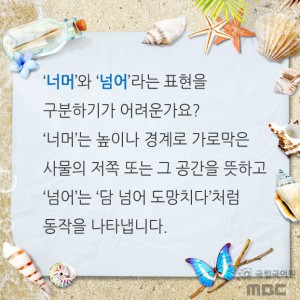 ‘너머’와 ‘넘어’라는 표현을
구분하기가 어려운가요?
‘너머’는 높이나 경계로 가로막은
사물의 저쪽 또는 그 공간을 뜻하고
‘넘어’는 ‘담 넘어 도망치다’처럼
동작을 나타냅니다.
국립국어원
MBC